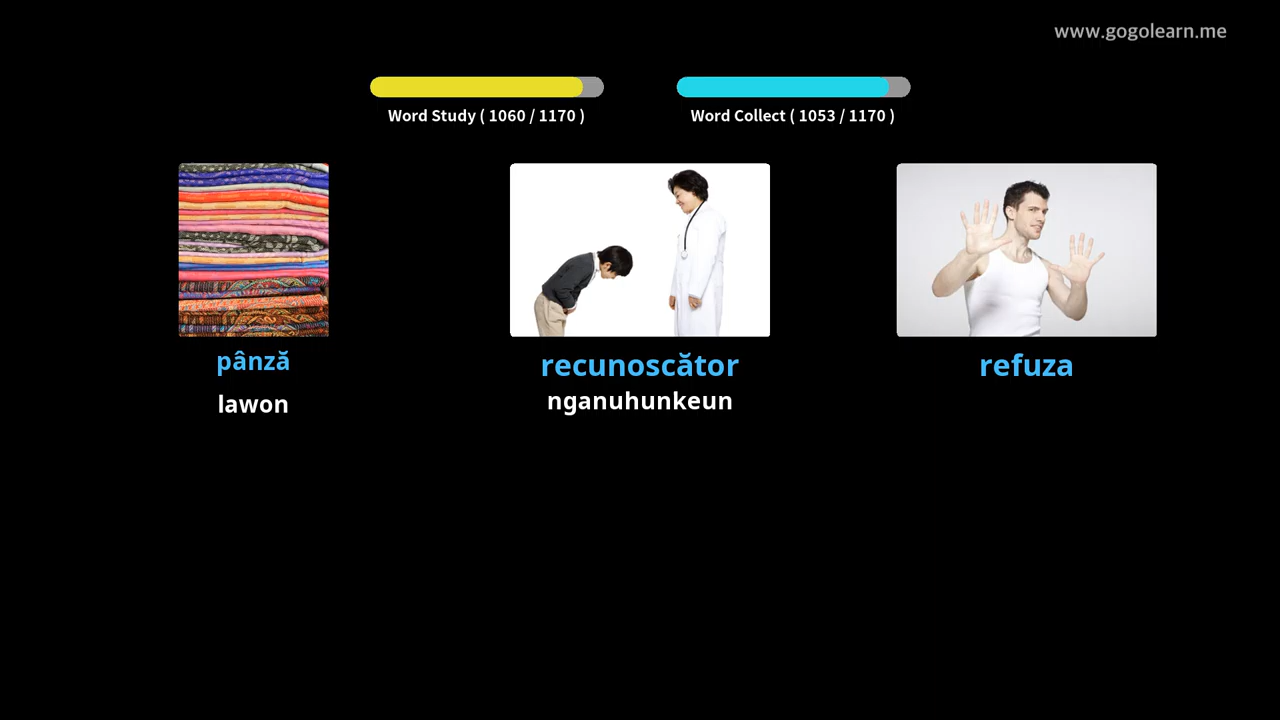 www.gogolearn.me
Word Study ( 1060 / 1170 )
Word Collect ( 1053 / 1170 )
pânză
lawon
recunoscător
nganuhunkeun
refuza